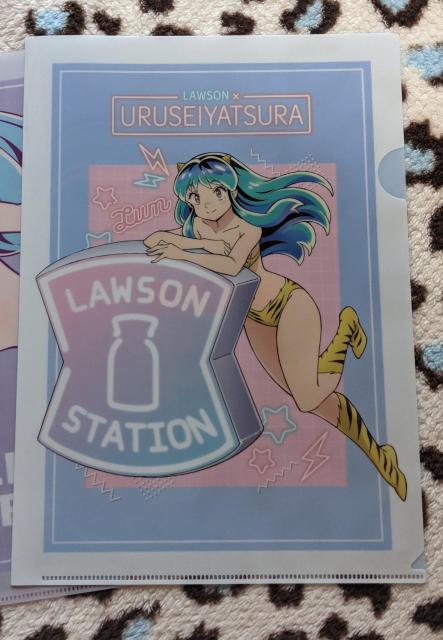 LAWSON ×
URUSEIYATSURA
Lum
LAWSON
STATION